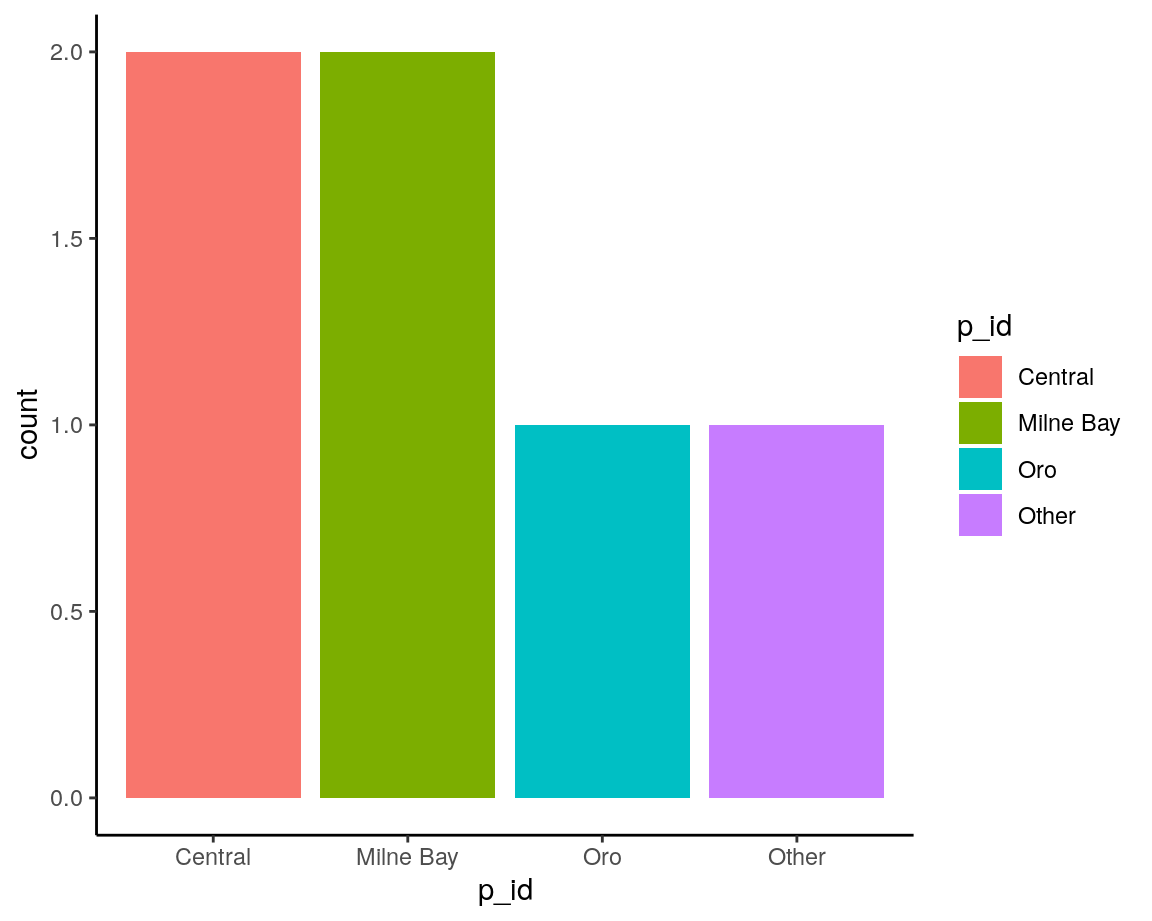 count
2.0
1.5
1.0
0.5
0.0
Central Milne Bay Oro Other
p_id
p_id
Central
Milne Bay
Oro
Other